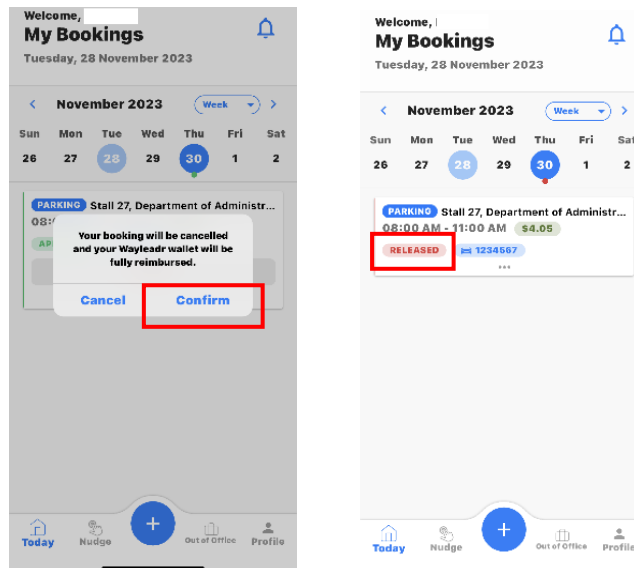 Welcome,
My Bookings
Tuesday, 28 November 2023
< November 2023 Week >
Sun Mon Tue Wed Thu Fri Sat
26 27 28 29 30 1 2
PARKING Stall 27, Department of Administr...
08:
AP
Your booking will be cancelled
and your Wayleadr wallet will be
fully reimbursed.
Cancel Confirm
Today Nudge + Out of Office Profile
Welcome,
My Bookings
Tuesday, 28 November 2023
< November 2023 Week >
Sun Mon Tue Wed Thu Fri Sat
26 27 28 29 30 1 2
PARKING Stall 27, Department of Administr...
08:00 AM - 11:00 AM $4.05
RELEASED 1234567
...
Today Nudge + Out of Office Profile